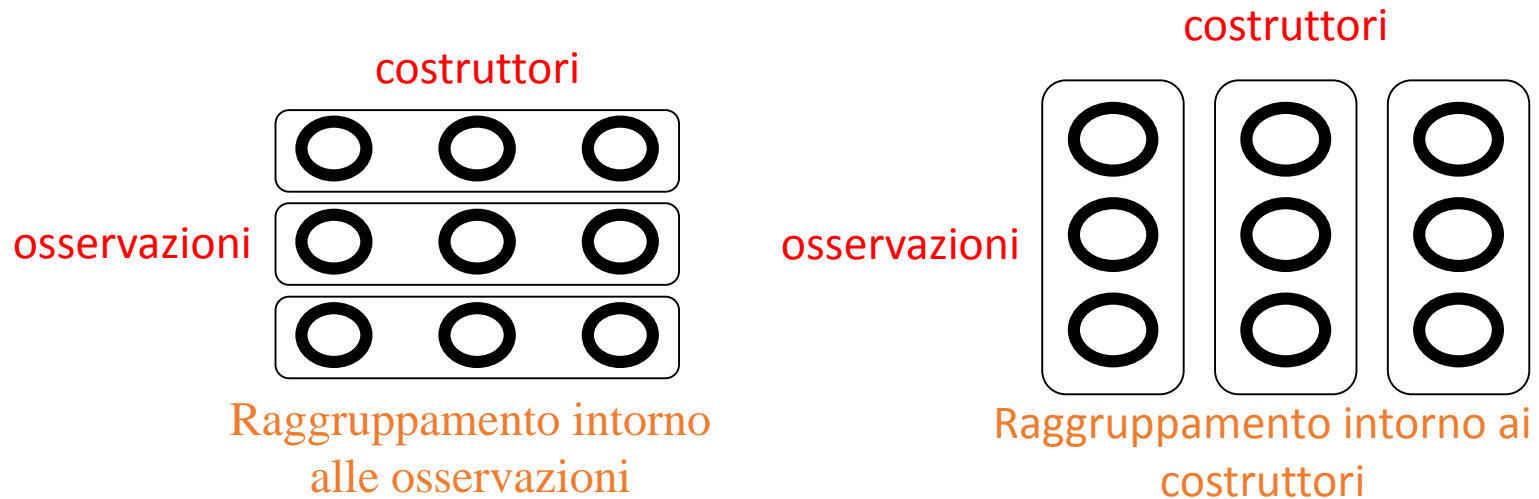 costruttori
osservazioni
Raggruppamento intorno
alle osservazioni
costruttori
osservazioni
Raggruppamento intorno ai
costruttori